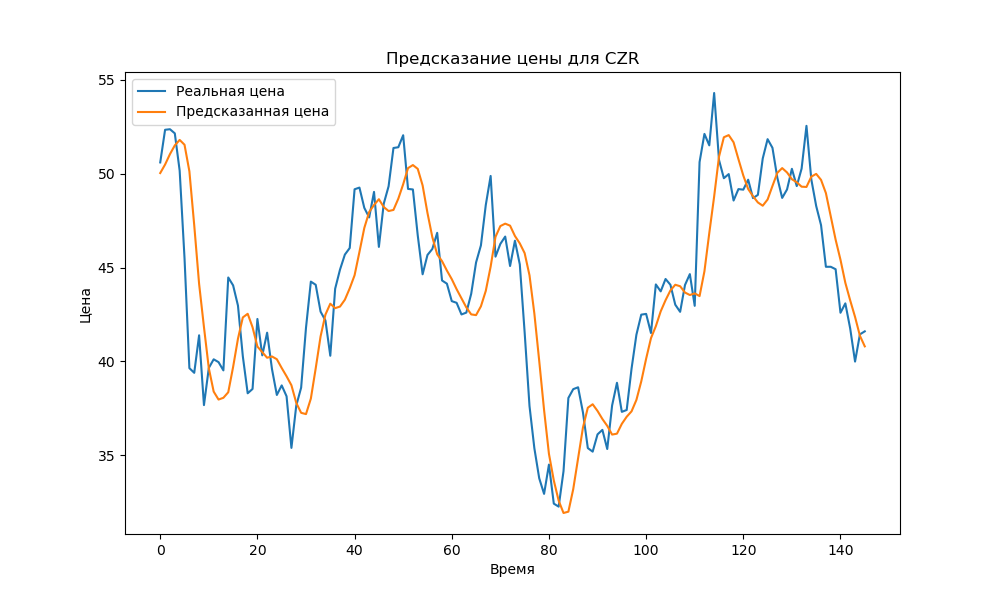 Предсказание цены для CZR
Реальная цена
Предсказанная цена
55
50
45
40
35
Цена
0 20 40 60 80 100 120 140
Время